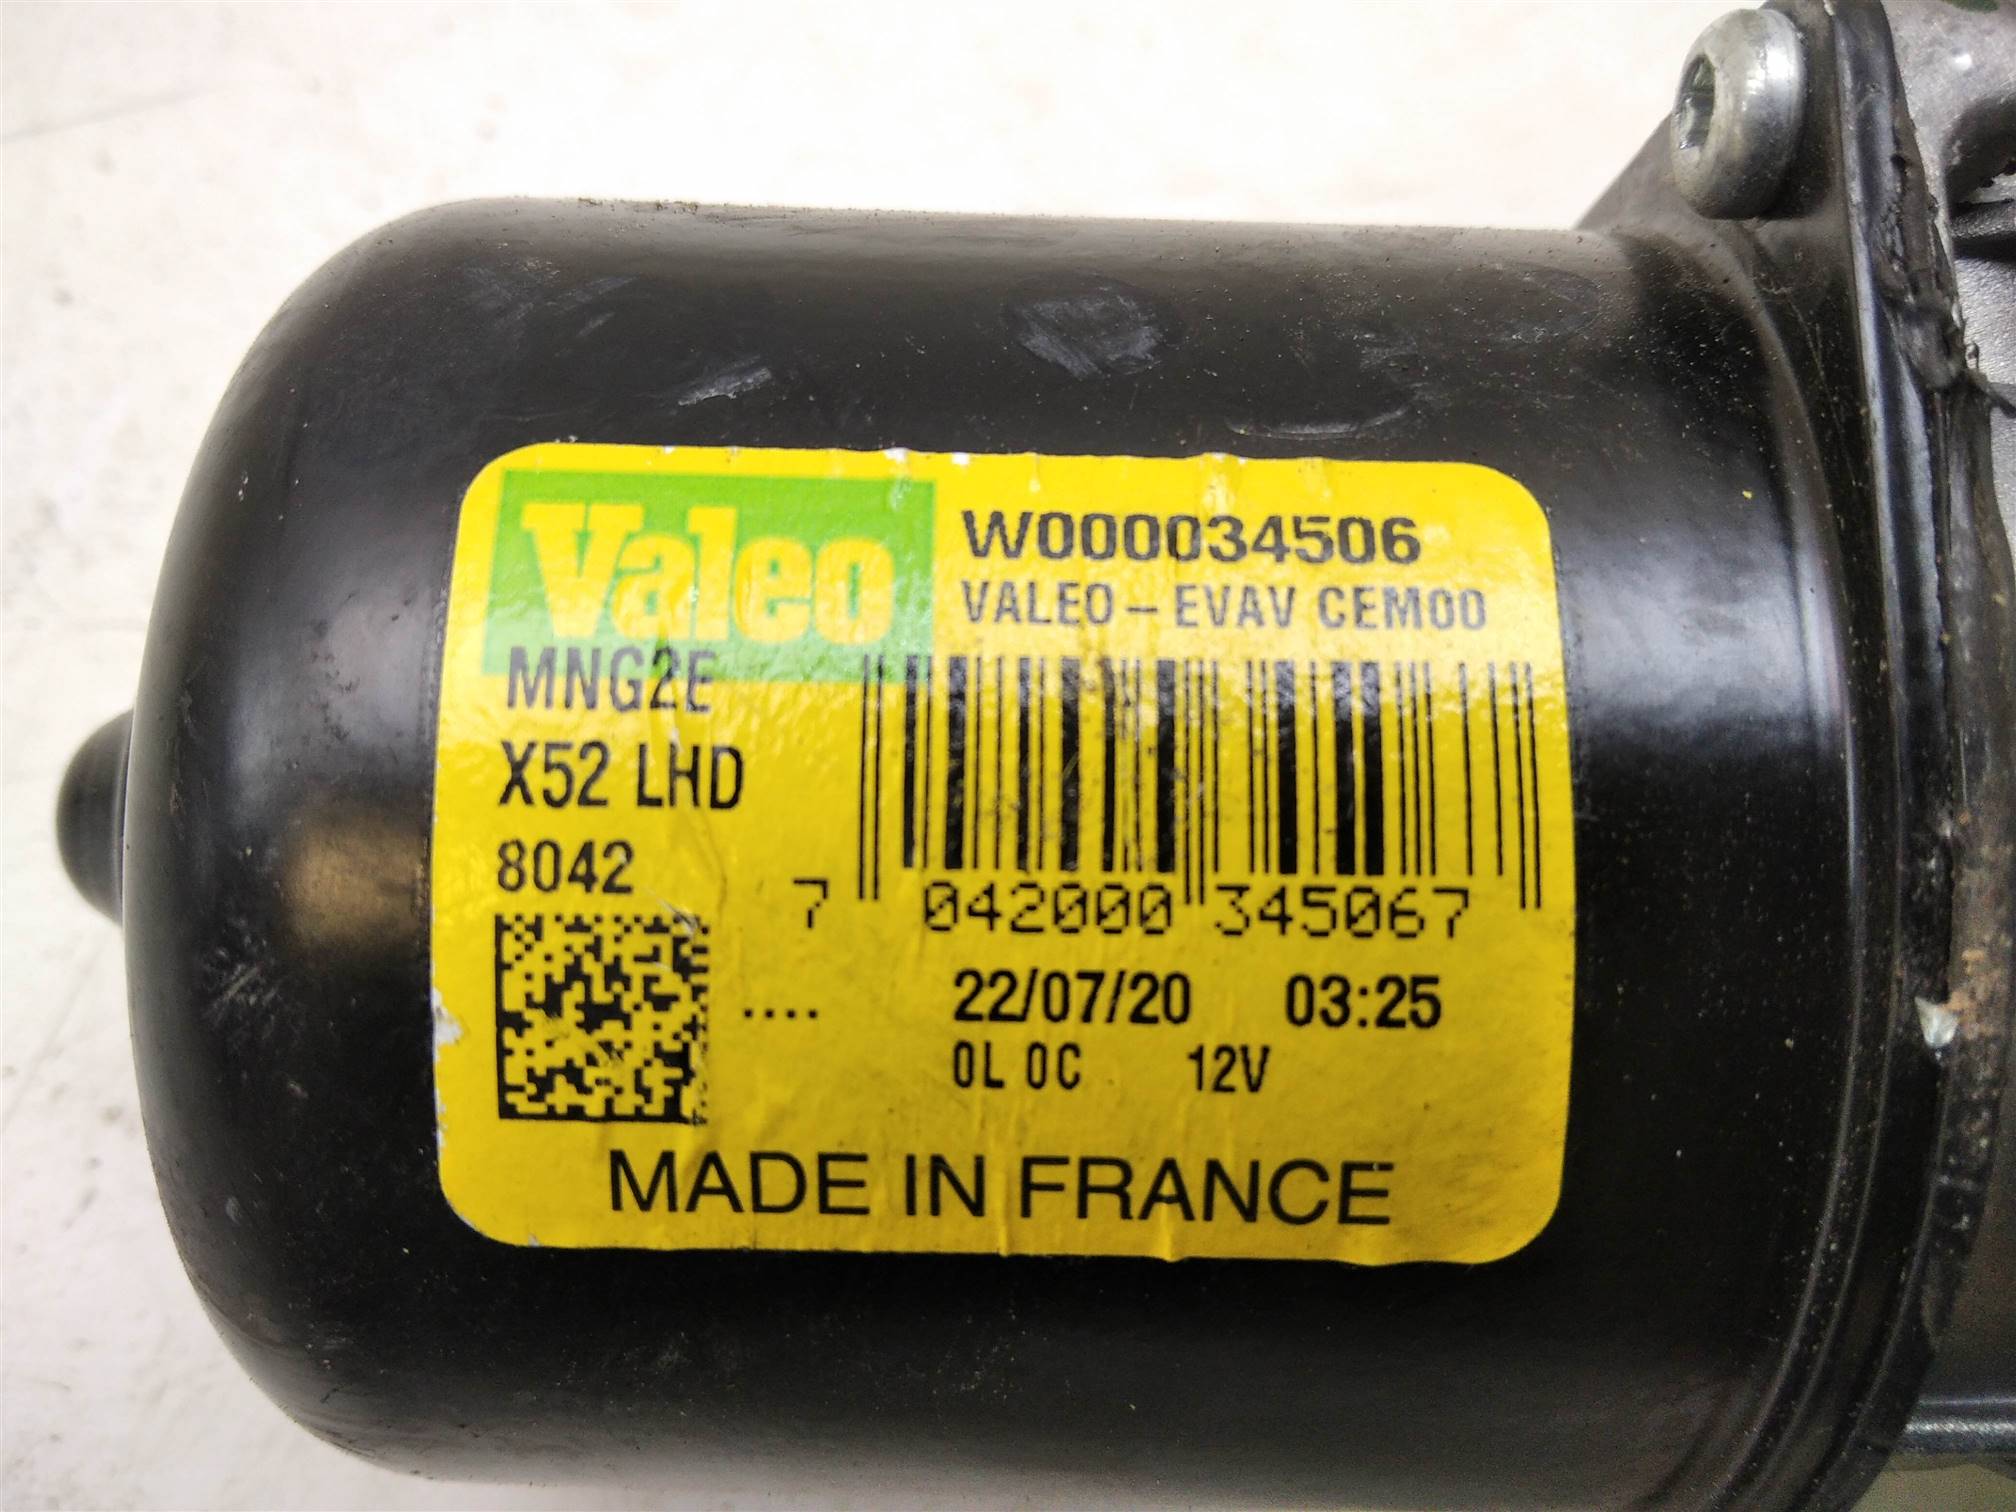 Valeo
W000034506
VALEO - EVAV CEM00
MNG2E
X52 LHD
8042
7 042000 345067
.... 22/07/20 03:25
0L 0C 12V
MADE IN FRANCE